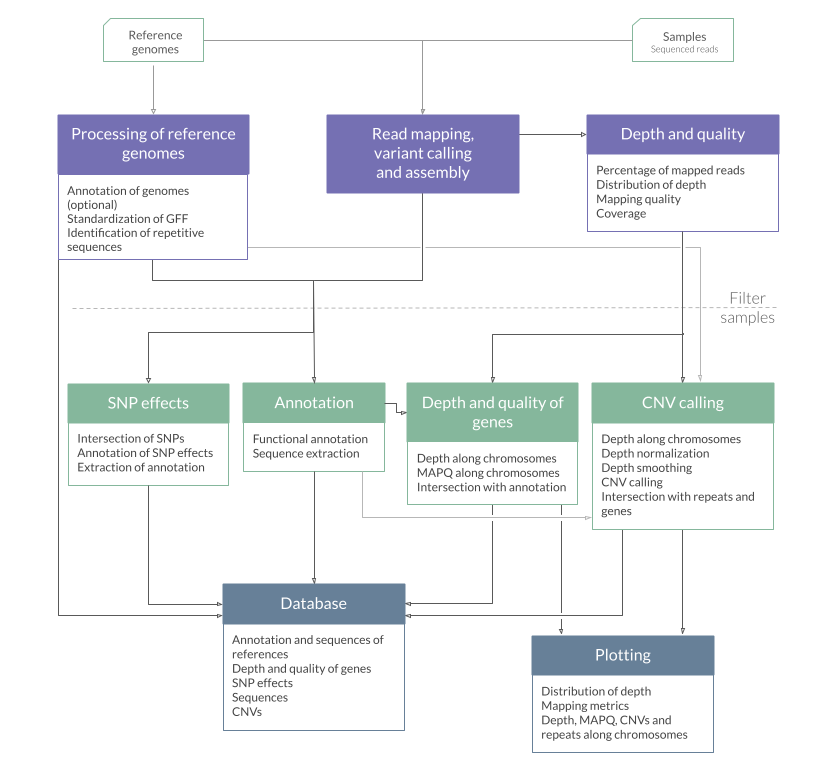 Reference
genomes
Samples
Sequenced reads
Processing of reference
genomes
Annotation of genomes
(optional)
Standardization of GFF
Identification of repetitive
sequences
Read mapping,
variant calling
and assembly
Depth and quality
Percentage of mapped reads
Distribution of depth
Mapping quality
Coverage
Filter
samples
SNP effects
Intersection of SNPs
Annotation of SNP effects
Extraction of annotation
Annotation
Functional annotation
Sequence extraction
Depth and quality of
genes
Depth along chromosomes
MAPQ along chromosomes
Intersection with annotation
CNV calling
Depth along chromosomes
Depth normalization
Depth smoothing
CNV calling
Intersection with repeats and
genes
Database
Annotation and sequences of
references
Depth and quality of genes
SNP effects
Sequences
CNVs
Plotting
Distribution of depth
Mapping metrics
Depth, MAPQ, CNVs and
repeats along chromosomes